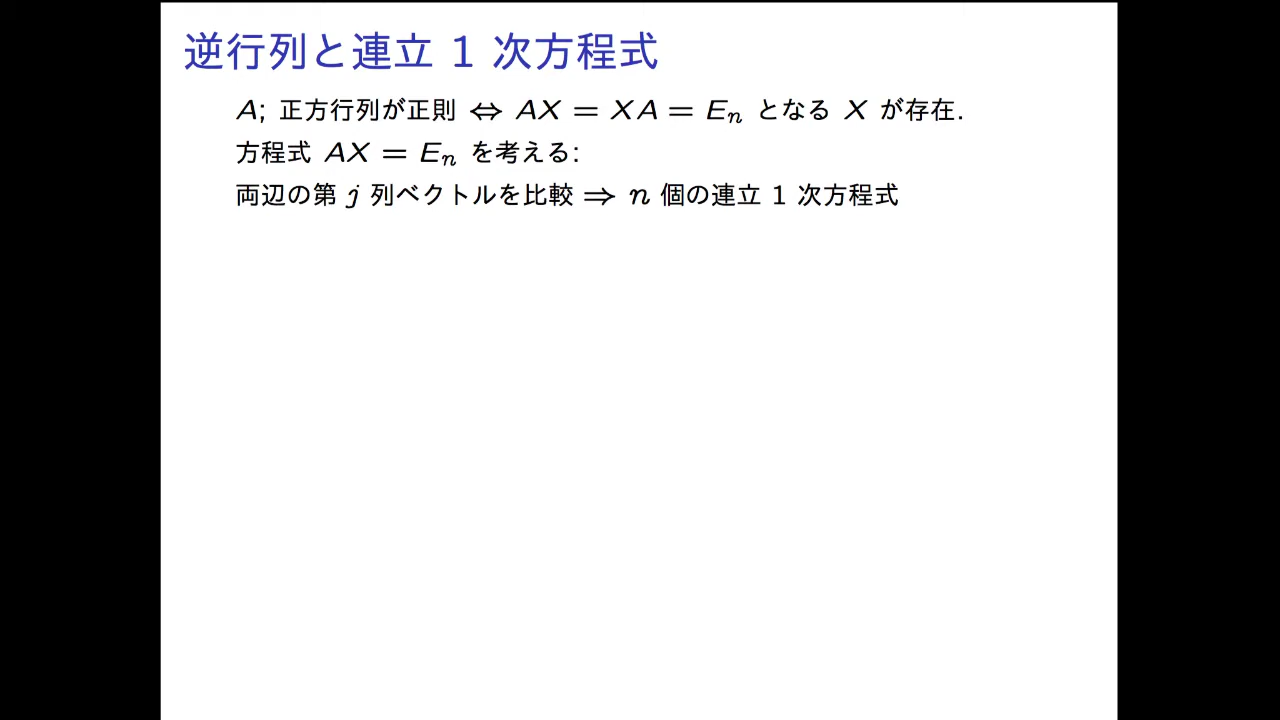 逆行列と連立 1 次方程式
A; 正方行列が正則 ⇔ AX = XA = Eₙ となる X が存在.
方程式 AX = Eₙ を考える:
両辺の第 j 列ベクトルを比較 ⇒ n 個の連立 1 次方程式